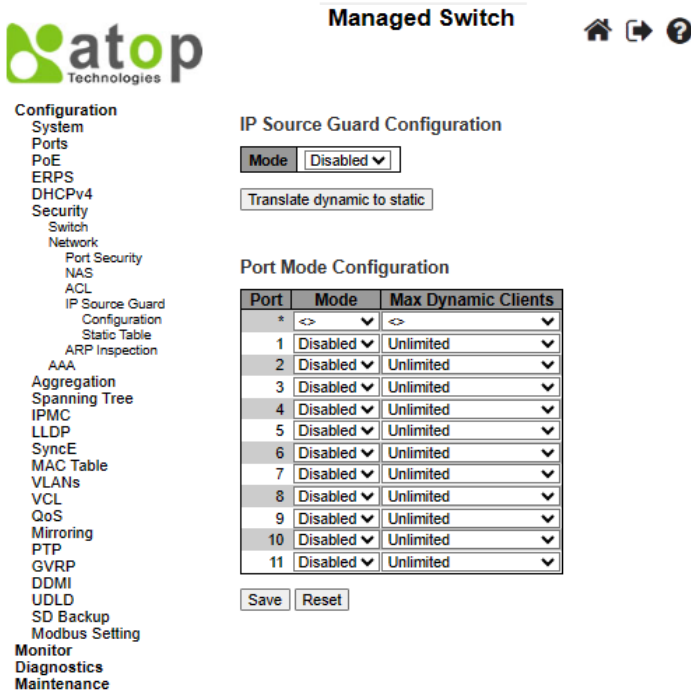 Managed Switch
atop
Technologies
Configuration
System
Ports
PoE
ERPS
DHCPv4
Security
Switch
Network
Port Security
NAS
ACL
IP Source Guard
Configuration
Static Table
ARP Inspection
AAA
Aggregation
Spanning Tree
IPMC
LLDP
SyncE
MAC Table
VLANs
VCL
QoS
Mirroring
PTP
GVRP
DDMI
UDLD
SD Backup
Modbus Setting
Monitor
Diagnostics
Maintenance
IP Source Guard Configuration
Mode Disabled
Translate dynamic to static
Port Mode Configuration
Port Mode Max Dynamic Clients
* <> <>
1 Disabled Unlimited
2 Disabled Unlimited
3 Disabled Unlimited
4 Disabled Unlimited
5 Disabled Unlimited
6 Disabled Unlimited
7 Disabled Unlimited
8 Disabled Unlimited
9 Disabled Unlimited
10 Disabled Unlimited
11 Disabled Unlimited
Save Reset